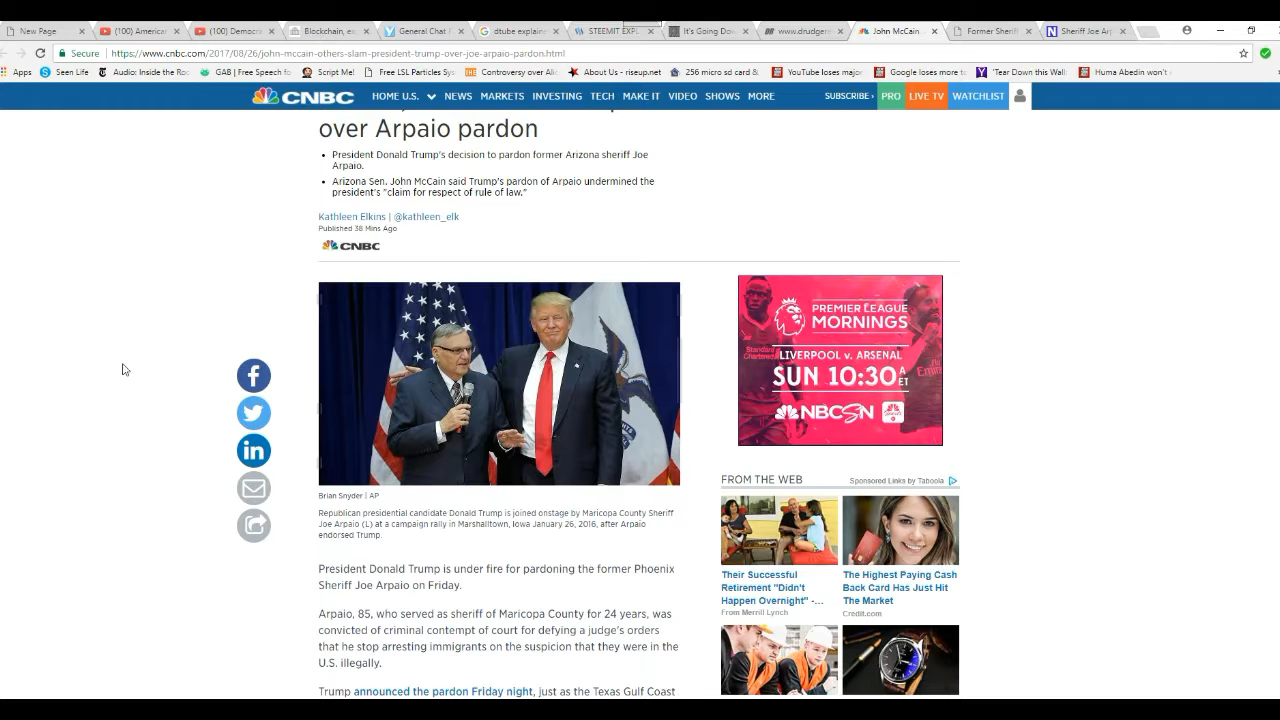 New Page
(100) America
(100) Democra
Blockchain, ex
General Chat F
dtube explaine
STEEMIT EXPL
It's Going Dow
www.drudgere
John McCain,
Former Sherif
Sheriff Joe Arp
Secure
https://www.cnbc.com/2017/08/26/john-mccain-others-slam-president-trump-over-joe-arpaio-pardon.html
Apps
Seen Life
Audio: Inside the Ro
GAB | Free Speech fo
Script Me!
Free LSL Particles Sys
Controversy over Alic
About Us - riseup.net
256 micro sd card &
YouTube loses major
Google loses more to
'Tear Down this Wall
Huma Abedin won't
CNBC
HOME U.S.
NEWS
MARKETS
INVESTING
TECH
MAKE IT
VIDEO
SHOWS
MORE
SUBSCRIBE
PRO
LIVE TV
WATCHLIST
over Arpaio pardon
• President Donald Trump's decision to pardon former Arizona sheriff Joe
Arpaio.
• Arizona Sen. John McCain said Trump's pardon of Arpaio undermined the
president's "claim for respect of rule of law."
Kathleen Elkins | @kathleen_elk
Published 38 Mins Ago
CNBC
Brian Snyder | AP
Republican presidential candidate Donald Trump is joined onstage by Maricopa County Sheriff
Joe Arpaio (L) at a campaign rally in Marshalltown, Iowa January 26, 2016, after Arpaio
endorsed Trump.
President Donald Trump is under fire for pardoning the former Phoenix
Sheriff Joe Arpaio on Friday.
Arpaio, 85, who served as sheriff of Maricopa County for 24 years, was
convicted of criminal contempt of court for defying a judge's orders
that he stop arresting immigrants on the suspicion that they were in the
U.S. illegally.
Trump announced the pardon Friday night, just as the Texas Gulf Coast
PREMIER LEAGUE
MORNINGS
Standard
Chartered
LIVERPOOL v. ARSENAL
SUN 10:30 A ET
NBCSN
FROM THE WEB
Sponsored Links by Taboola
Their Successful
Retirement "Didn't
Happen Overnight" -...
From Merrill Lynch
The Highest Paying Cash
Back Card Has Just Hit
The Market
Credit.com